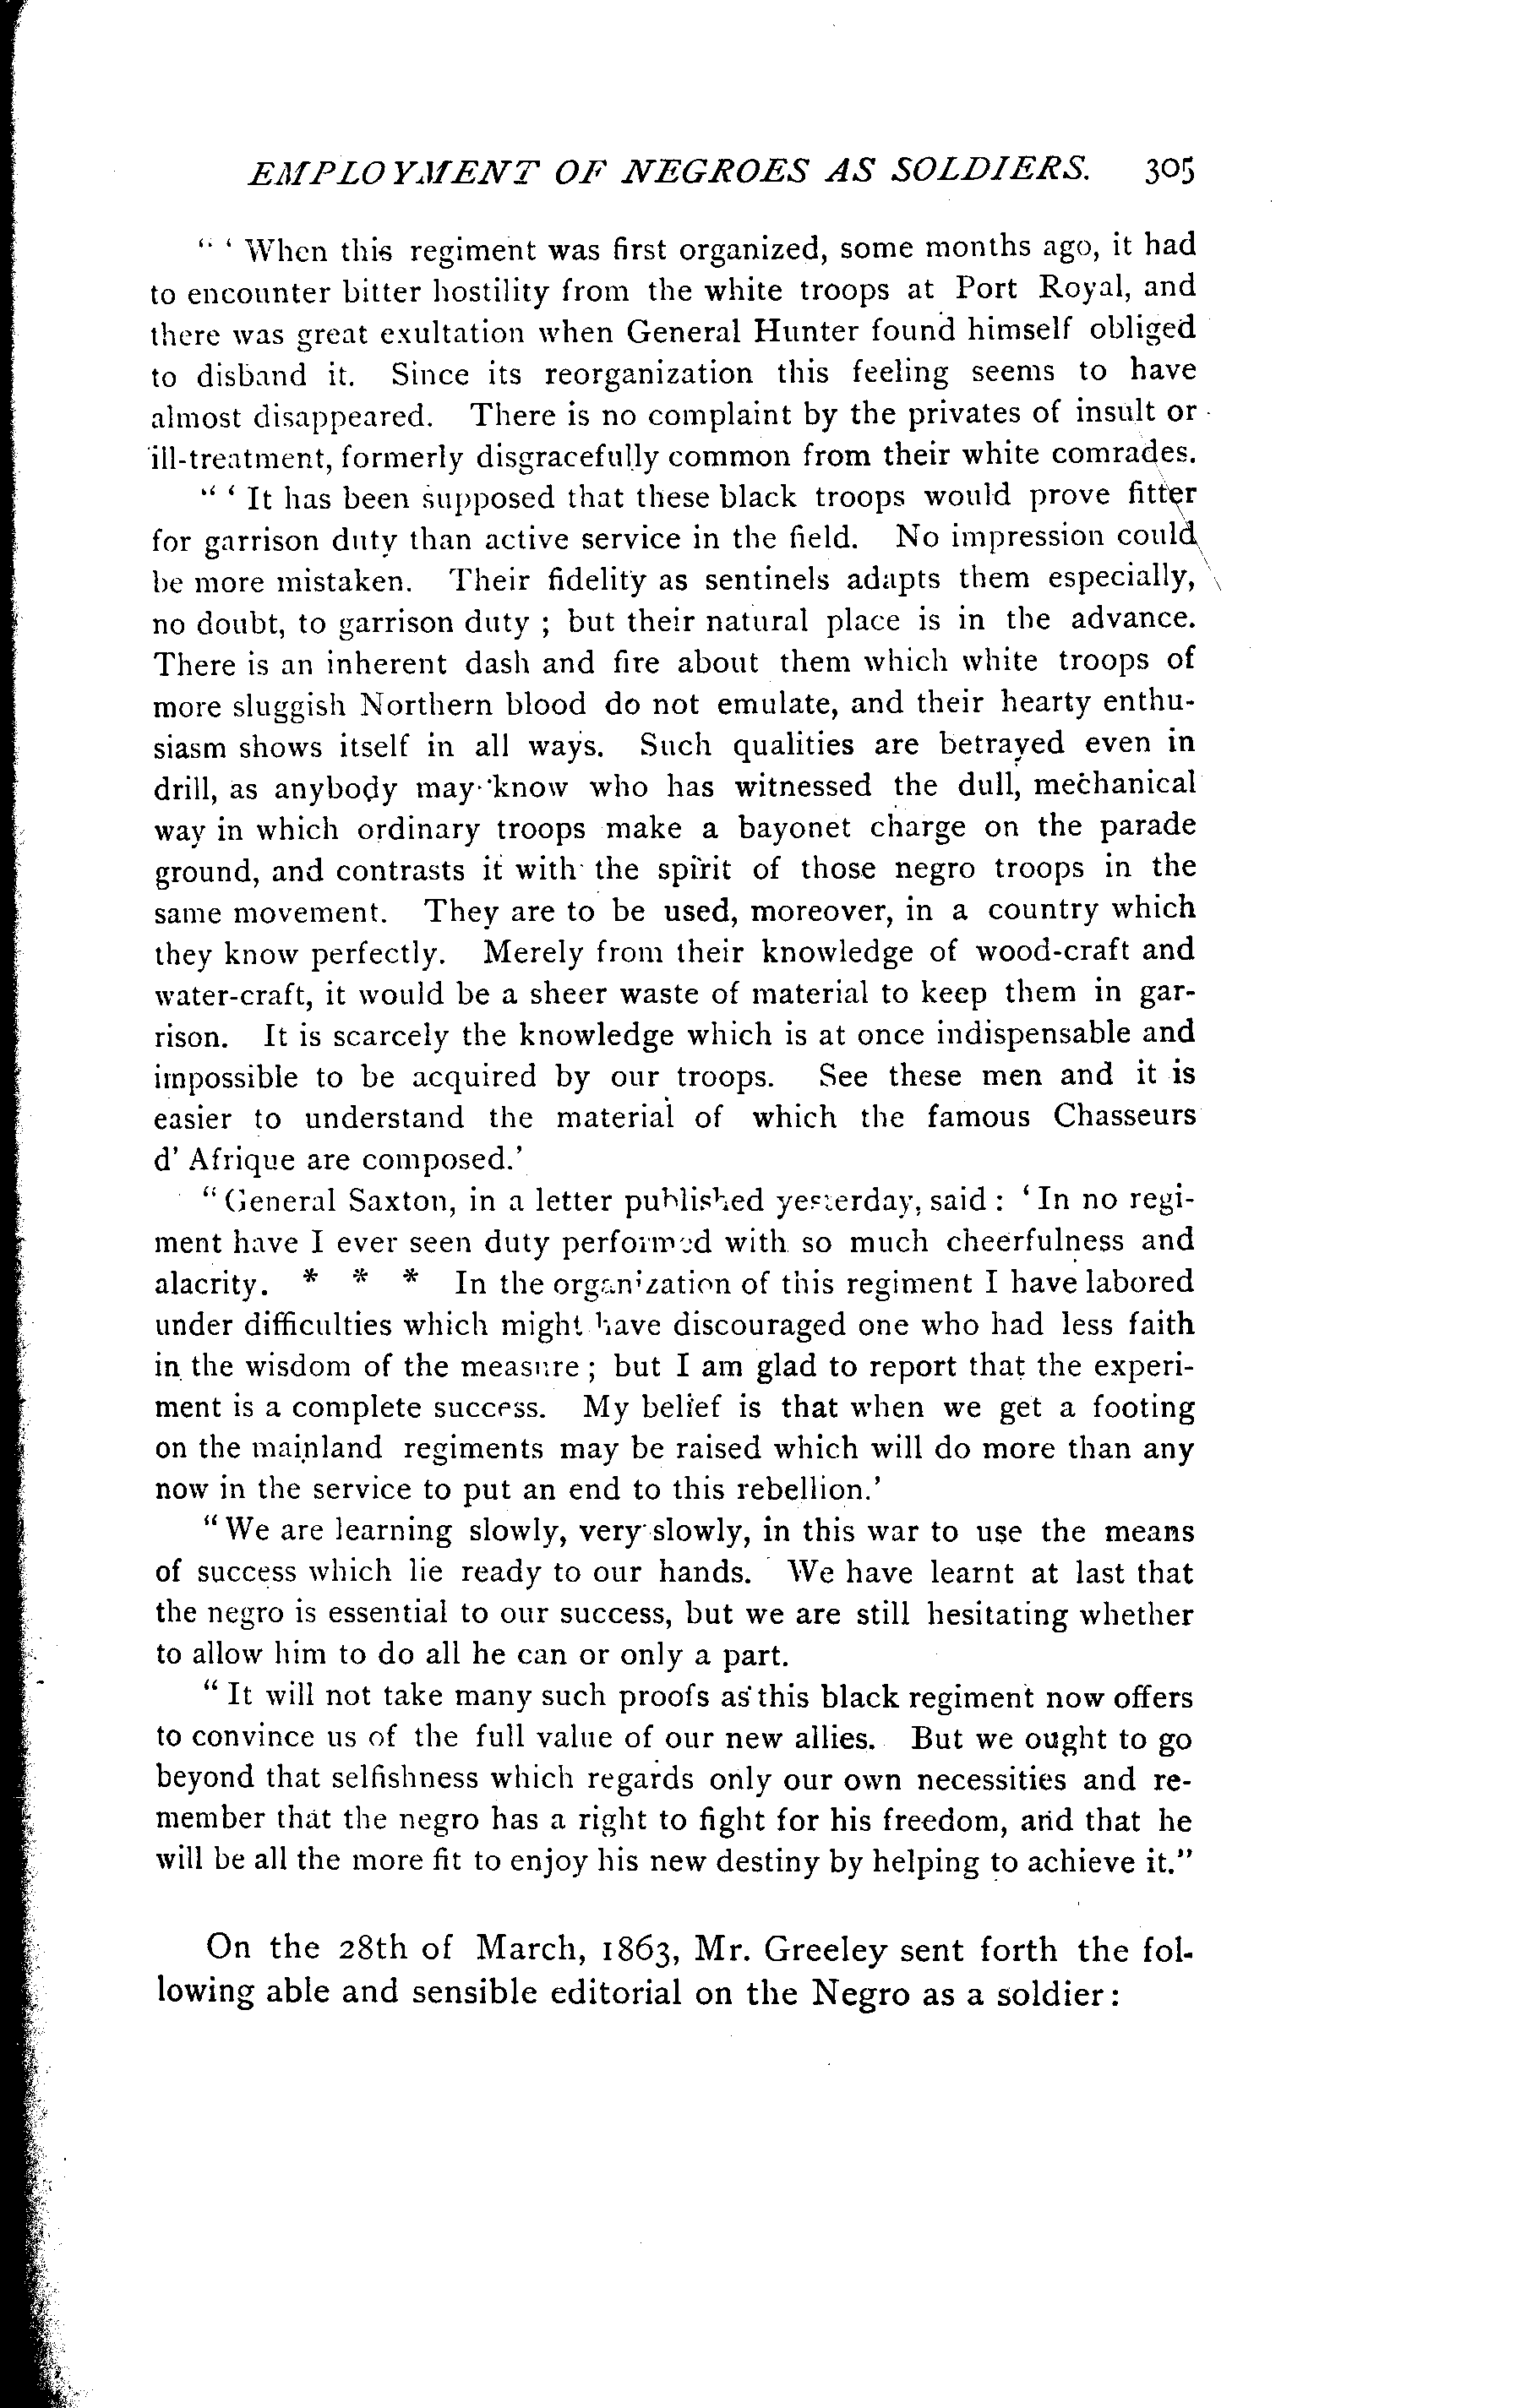 EMPLOYMENT OF NEGROES AS SOLDIERS. 305
" ' When this regiment was first organized, some months ago, it had
to encounter bitter hostility from the white troops at Port Royal, and
there was great exultation when General Hunter found himself obliged
to disband it. Since its reorganization this feeling seems to have
almost disappeared. There is no complaint by the privates of insult or
ill-treatment, formerly disgracefully common from their white comrades.
" ' It has been supposed that these black troops would prove fitter
for garrison duty than active service in the field. No impression could
be more mistaken. Their fidelity as sentinels adapts them especially,
no doubt, to garrison duty ; but their natural place is in the advance.
There is an inherent dash and fire about them which white troops of
more sluggish Northern blood do not emulate, and their hearty enthu-
siasm shows itself in all ways. Such qualities are betrayed even in
drill, as anybody may know who has witnessed the dull, mechanical
way in which ordinary troops make a bayonet charge on the parade
ground, and contrasts it with the spirit of those negro troops in the
same movement. They are to be used, moreover, in a country which
they know perfectly. Merely from their knowledge of wood-craft and
water-craft, it would be a sheer waste of material to keep them in gar-
rison. It is scarcely the knowledge which is at once indispensable and
impossible to be acquired by our troops. See these men and it is
easier to understand the material of which the famous Chasseurs
d' Afrique are composed.'
" General Saxton, in a letter published yesterday, said : ' In no regi-
ment have I ever seen duty performed with so much cheerfulness and
alacrity. * * * In the organization of this regiment I have labored
under difficulties which might have discouraged one who had less faith
in the wisdom of the measure ; but I am glad to report that the experi-
ment is a complete success. My belief is that when we get a footing
on the mainland regiments may be raised which will do more than any
now in the service to put an end to this rebellion.'
" We are learning slowly, very slowly, in this war to use the means
of success which lie ready to our hands. We have learnt at last that
the negro is essential to our success, but we are still hesitating whether
to allow him to do all he can or only a part.
" It will not take many such proofs as this black regiment now offers
to convince us of the full value of our new allies. But we ought to go
beyond that selfishness which regards only our own necessities and re-
member that the negro has a right to fight for his freedom, and that he
will be all the more fit to enjoy his new destiny by helping to achieve it."
On the 28th of March, 1863, Mr. Greeley sent forth the fol-
lowing able and sensible editorial on the Negro as a soldier :